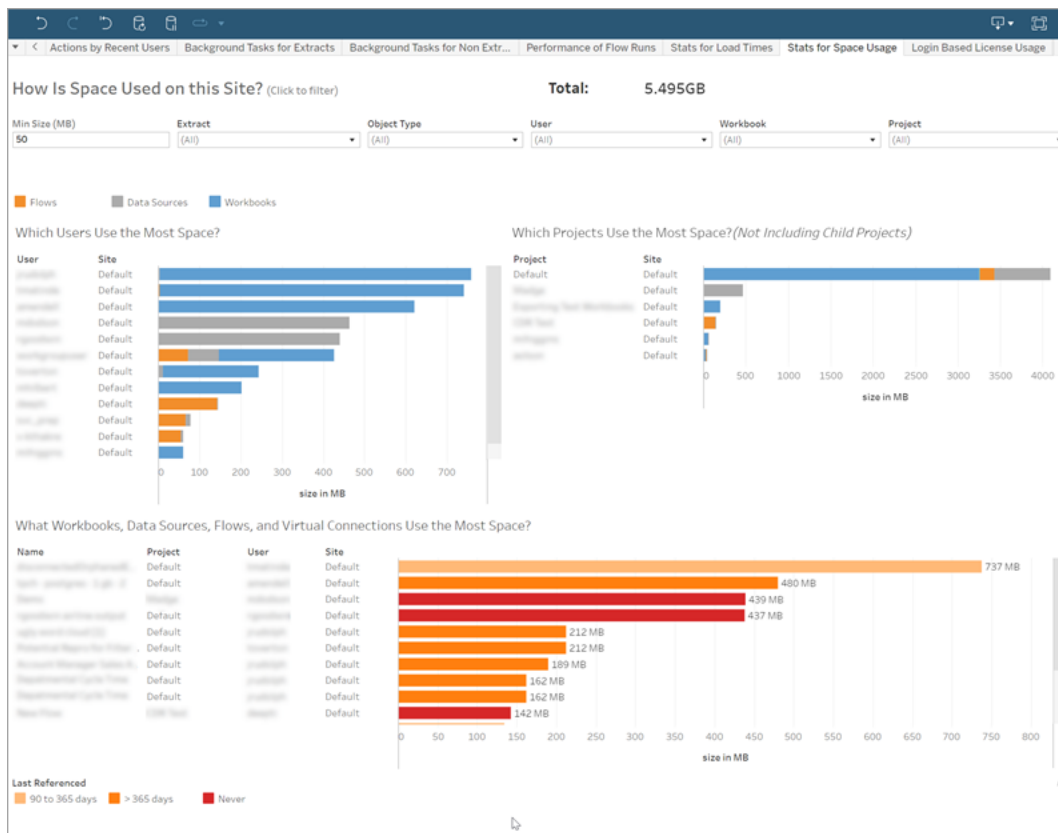 Actions by Recent Users Background Tasks for Extracts Background Tasks for Non Extr... Performance of Flow Runs Stats for Load Times Stats for Space Usage Login Based License Usage
How Is Space Used on this Site? (Click to filter) Total: 5.495GB
Min Size (MB) Extract Object Type User Workbook Project
50 (All) (All) (All) (All) (All)
Flows Data Sources Workbooks
Which Users Use the Most Space? Which Projects Use the Most Space?(Not Including Child Projects)
User Site Project Site
Default Default Default
Default Default
Default Default
Default Default
Default Default
Default Default
Default 0 500 1000 1500 2000 2500 3000 3500 4000
Default size in MB
Default
Default
Default
Default
0 100 200 300 400 500 600 700
size in MB
What Workbooks, Data Sources, Flows, and Virtual Connections Use the Most Space?
Name Project User Site
Default Default 737 MB
Default Default 480 MB
Default 439 MB
Default Default 437 MB
Default Default 212 MB
Default Default 212 MB
Default Default 189 MB
Default Default 162 MB
Default Default 162 MB
Default 142 MB
0 50 100 150 200 250 300 350 400 450 500 550 600 650 700 750 800
size in MB
Last Referenced
90 to 365 days > 365 days Never